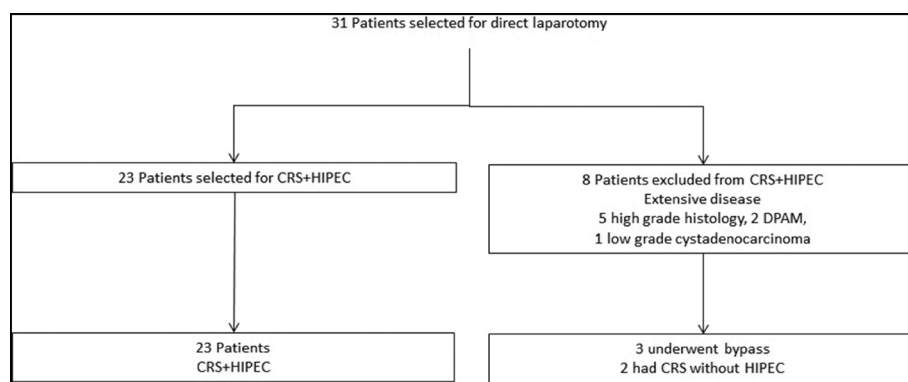 31 Patients selected for direct laparotomy
23 Patients selected for CRS+HIPEC
8 Patients excluded from CRS+HIPEC
Extensive disease
5 high grade histology, 2 DPAM,
1 low grade cystadenocarcinoma
23 Patients
CRS+HIPEC
3 underwent bypass
2 had CRS without HIPEC